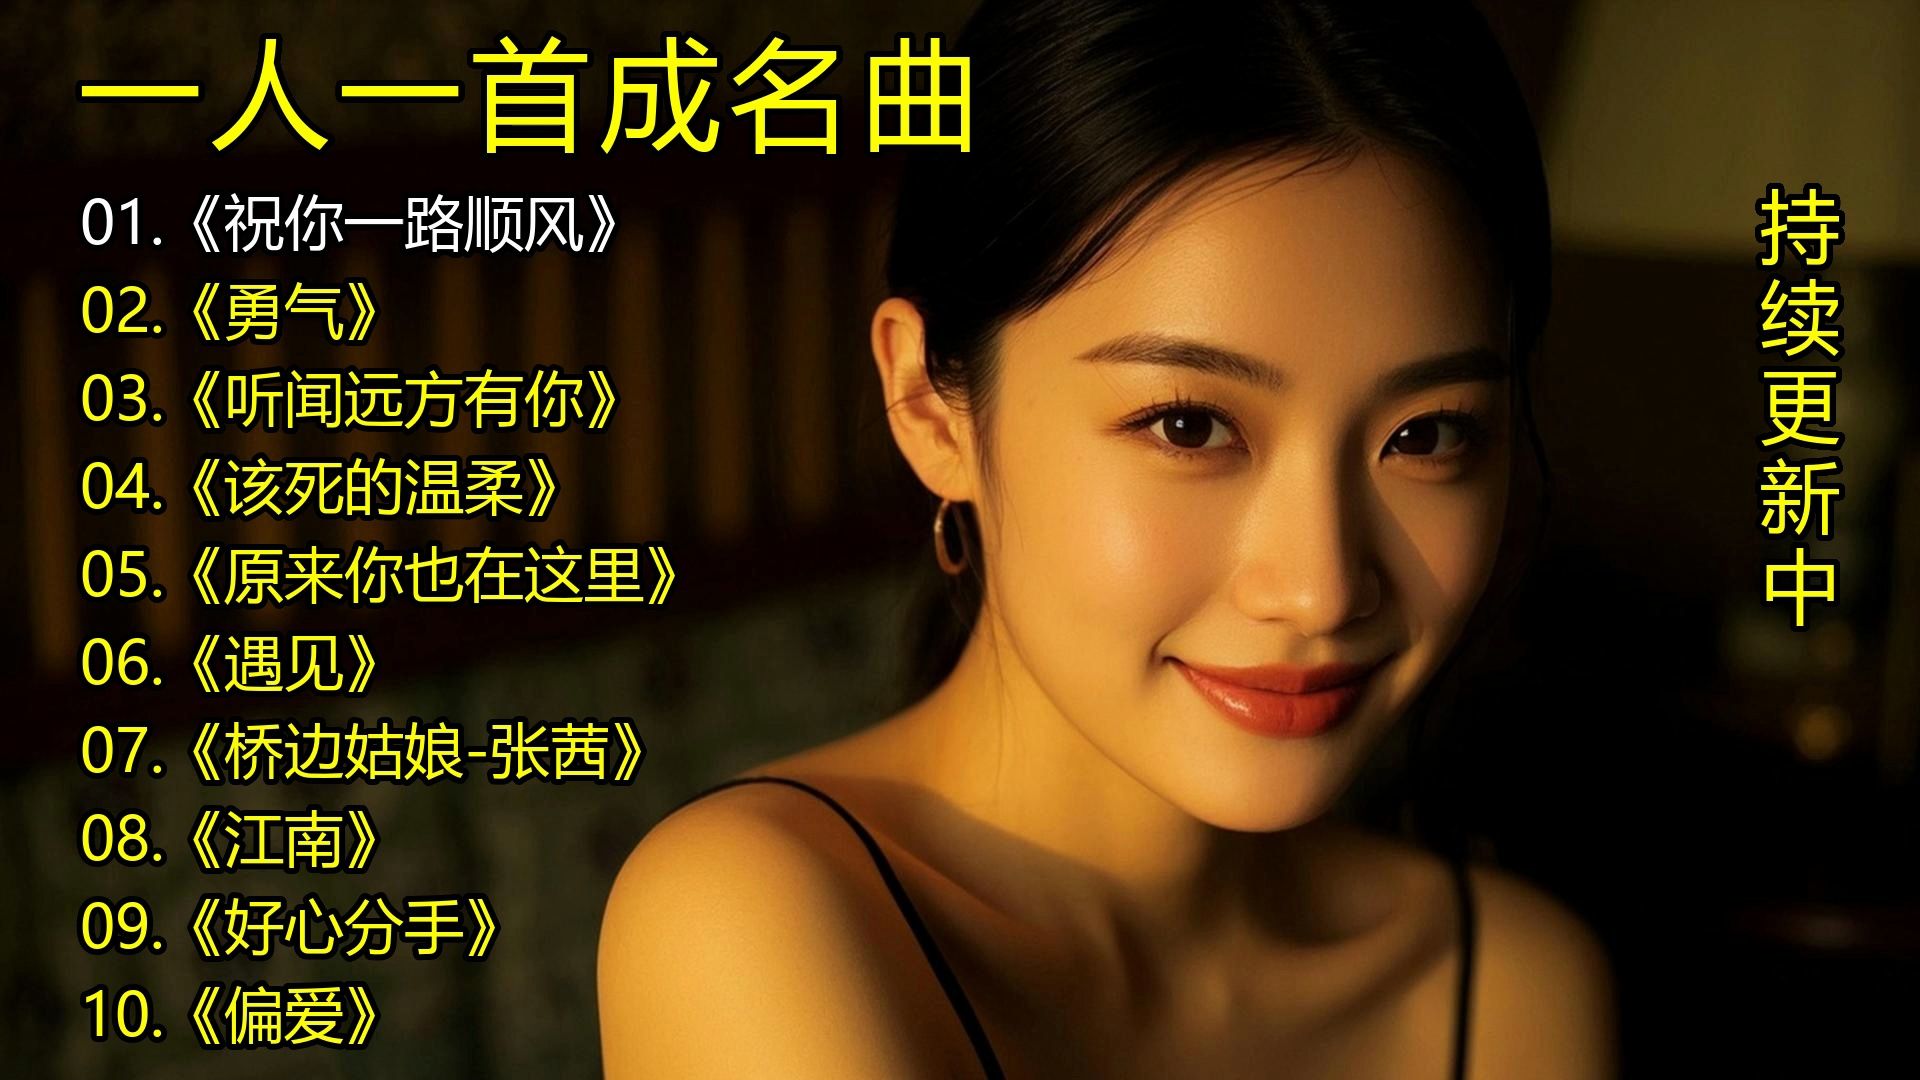 一人一首成名曲
01.《祝你一路顺风》
02.《勇气》
03.《听闻远方有你》
04.《该死的温柔》
05.《原来你也在这里》
06.《遇见》
07.《桥边姑娘-张茜》
08.《江南》
09.《好心分手》
10.《偏爱》
持续更新中